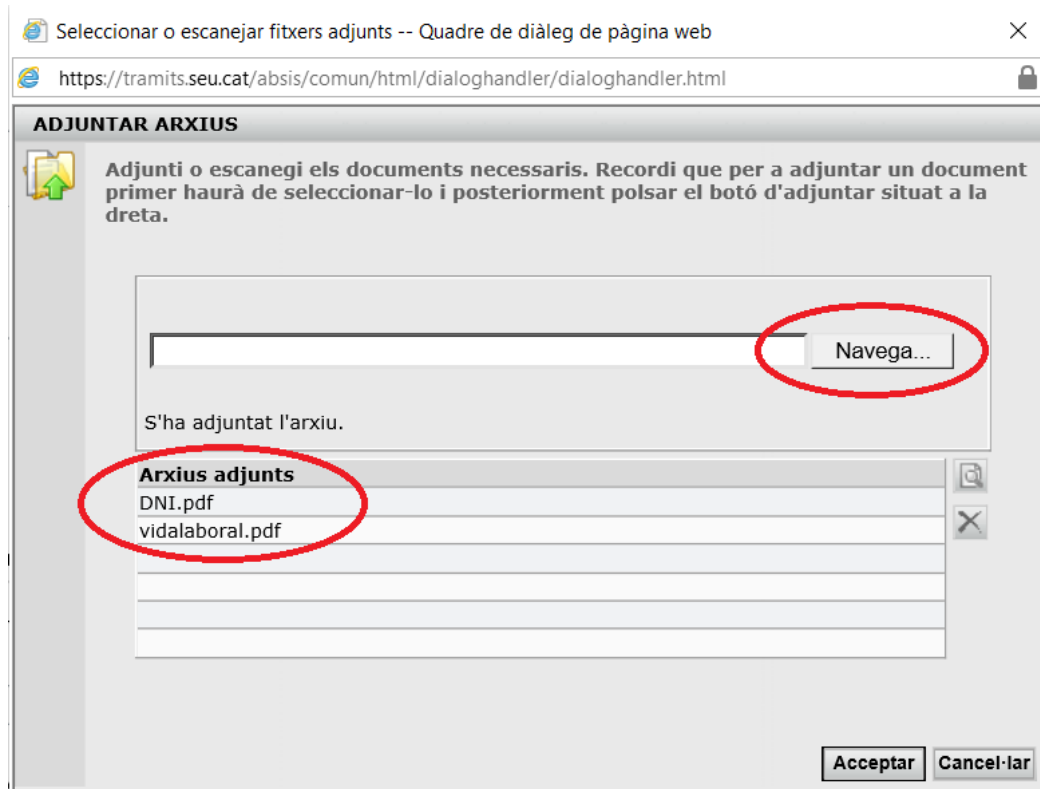 Seleccionar o escanejar fitxers adjunts -- Quadre de diàleg de pàgina web
https://tramits.seu.cat/absis/comun/html/dialoghandler/dialoghandler.html
ADJUNTAR ARXIUS
Adjunti o escanegi els documents necessaris. Recordi que per a adjuntar un document
primer haurà de seleccionar-lo i posteriorment polsar el botó d'adjuntar situat a la
dreta.
Navega...
S'ha adjuntat l'arxiu.
Arxius adjunts
DNI.pdf
vidalaboral.pdf
Acceptar Cancel·lar